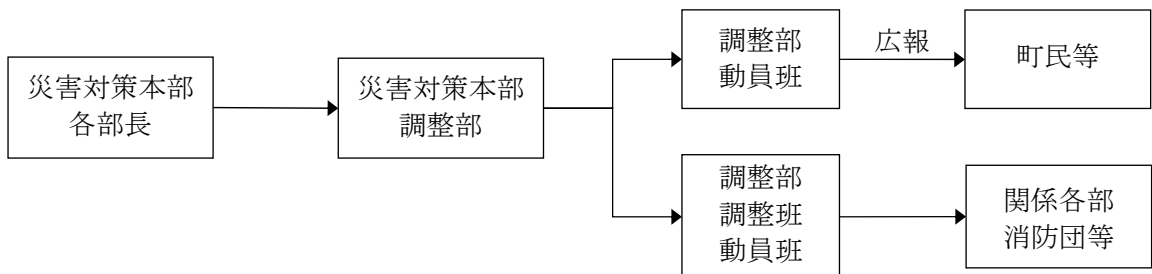 災害対策本部
各部長
災害対策本部
調整部
調整部
動員班
広報
町民等
調整部
調整班
動員班
関係各部
消防団等